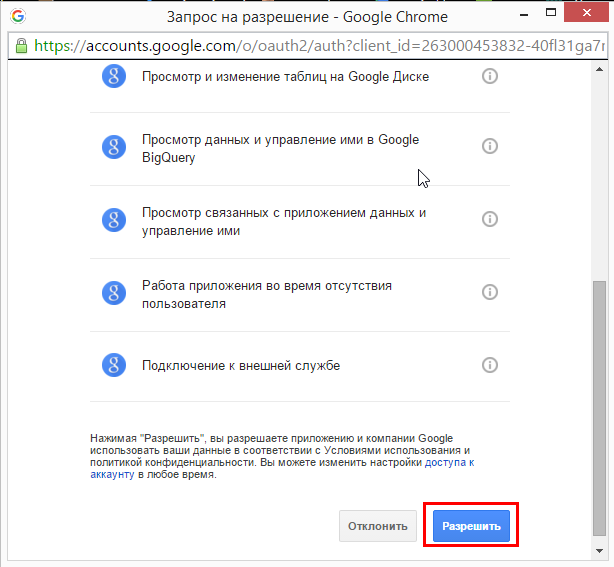 Запрос на разрешение - Google Chrome
https://accounts.google.com/o/oauth2/auth?client_id=263000453832-40fl31ga7r
Просмотр и изменение таблиц на Google Диске
Просмотр данных и управление ими в Google
BigQuery
Просмотр связанных с приложением данных и
управление ими
Работа приложения во время отсутствия
пользователя
Подключение к внешней службе
Нажимая "Разрешить", вы разрешаете приложению и компании Google
использовать ваши данные в соответствии с Условиями использования и
политикой конфиденциальности. Вы можете изменить настройки доступа к
аккаунту в любое время.
Отклонить Разрешить